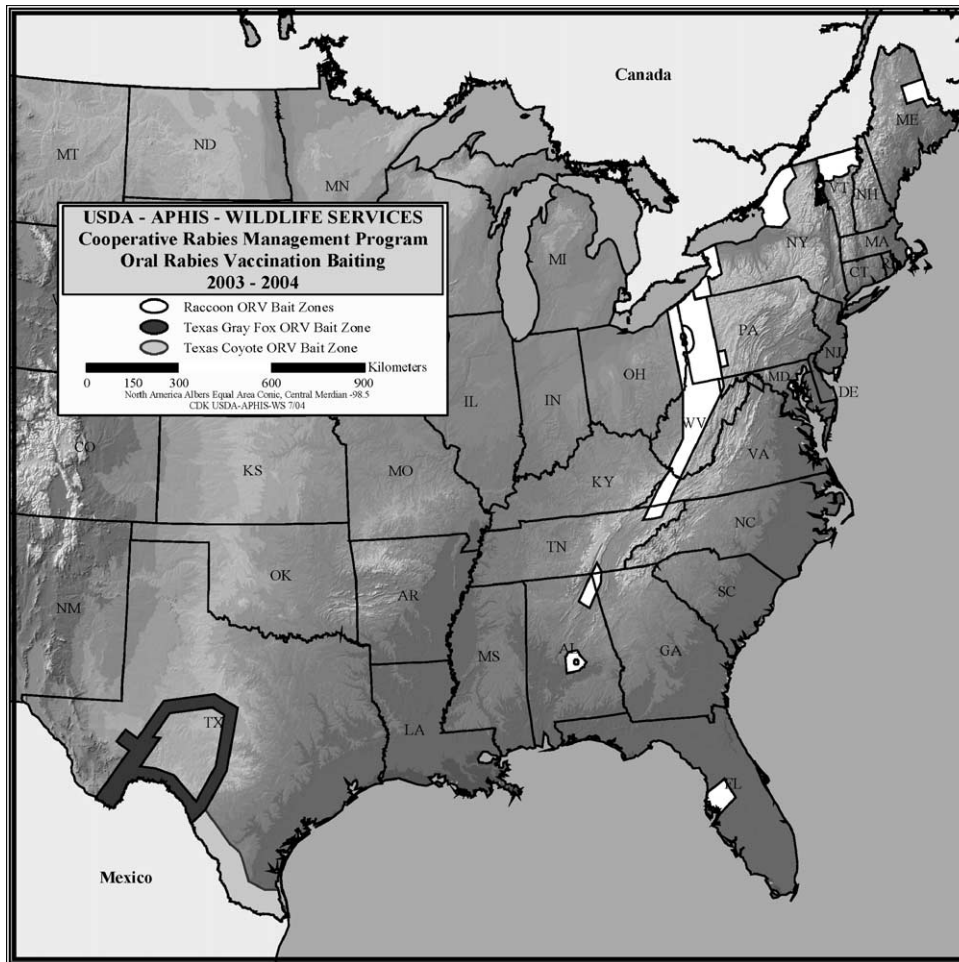 Canada
ME
MT
ND
MN
VT
NH
USDA - APHIS - WILDLIFE SERVICES
Cooperative Rabies Management Program
Oral Rabies Vaccination Baiting
2003 - 2004
NY
MA
MI
CT
RI
Raccoon ORV Bait Zones
Texas Gray Fox ORV Bait Zone
Texas Coyote ORV Bait Zone
PA
NJ
Kilometers
0 150 300 600 900
North America Albers Equal Area Conic, Central Merdian -98.5
CDK USDA-APHIS-WS 7/04
OH
MD
DE
IL
IN
WV
CO
KS
MO
KY
VA
NC
TN
OK
AR
NM
SC
MS
AL
GA
TX
LA
FL
Mexico